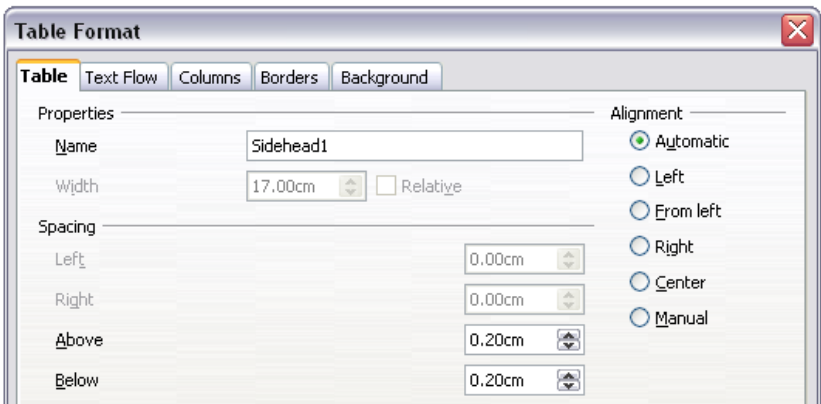 Table Format
Table Text Flow Columns Borders Background
Properties
Name Sidehead1
Width 17.00cm Relative
Spacing
Left 0.00cm
Right 0.00cm
Above 0.20cm
Below 0.20cm
Alignment
Automatic
Left
From left
Right
Center
Manual